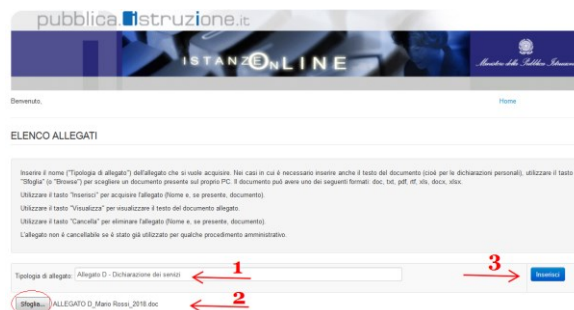 pubblica.istruzione.it
ISTANZE ONLINE
Ministero della Pubblica Istruzione
Benvenuto.
Home
ELENCO ALLEGATI
Inserire il nome ("Tipologia di allegato") dell'allegato che si vuole acquisire. Nei casi in cui è necessario inserire anche il testo del documento (cioè per le dichiarazioni personali), utilizzare il tasto
"Sfoglia" (o "Browse") per scegliere un documento presente sul proprio PC. Il documento può avere uno dei seguenti formati: doc, txt, pdf, rtf, xls, docx, xlsx.
Utilizzare il tasto "Inserisci" per acquisire l'allegato (Nome e, se presente, documento).
Utilizzare il tasto "Visualizza" per visualizzare il testo del documento allegato.
Utilizzare il tasto "Cancella" per eliminare l'allegato (Nome e, se presente, documento).
L'allegato non è cancellabile se è stato già utilizzato per qualche procedimento amministrativo.
Tipologia di allegato: Allegato D - Dichiarazione dei servizi 1 3 Inserisci
Sfoglia... ALLEGATO D_Mario Rossi_2018.doc 2